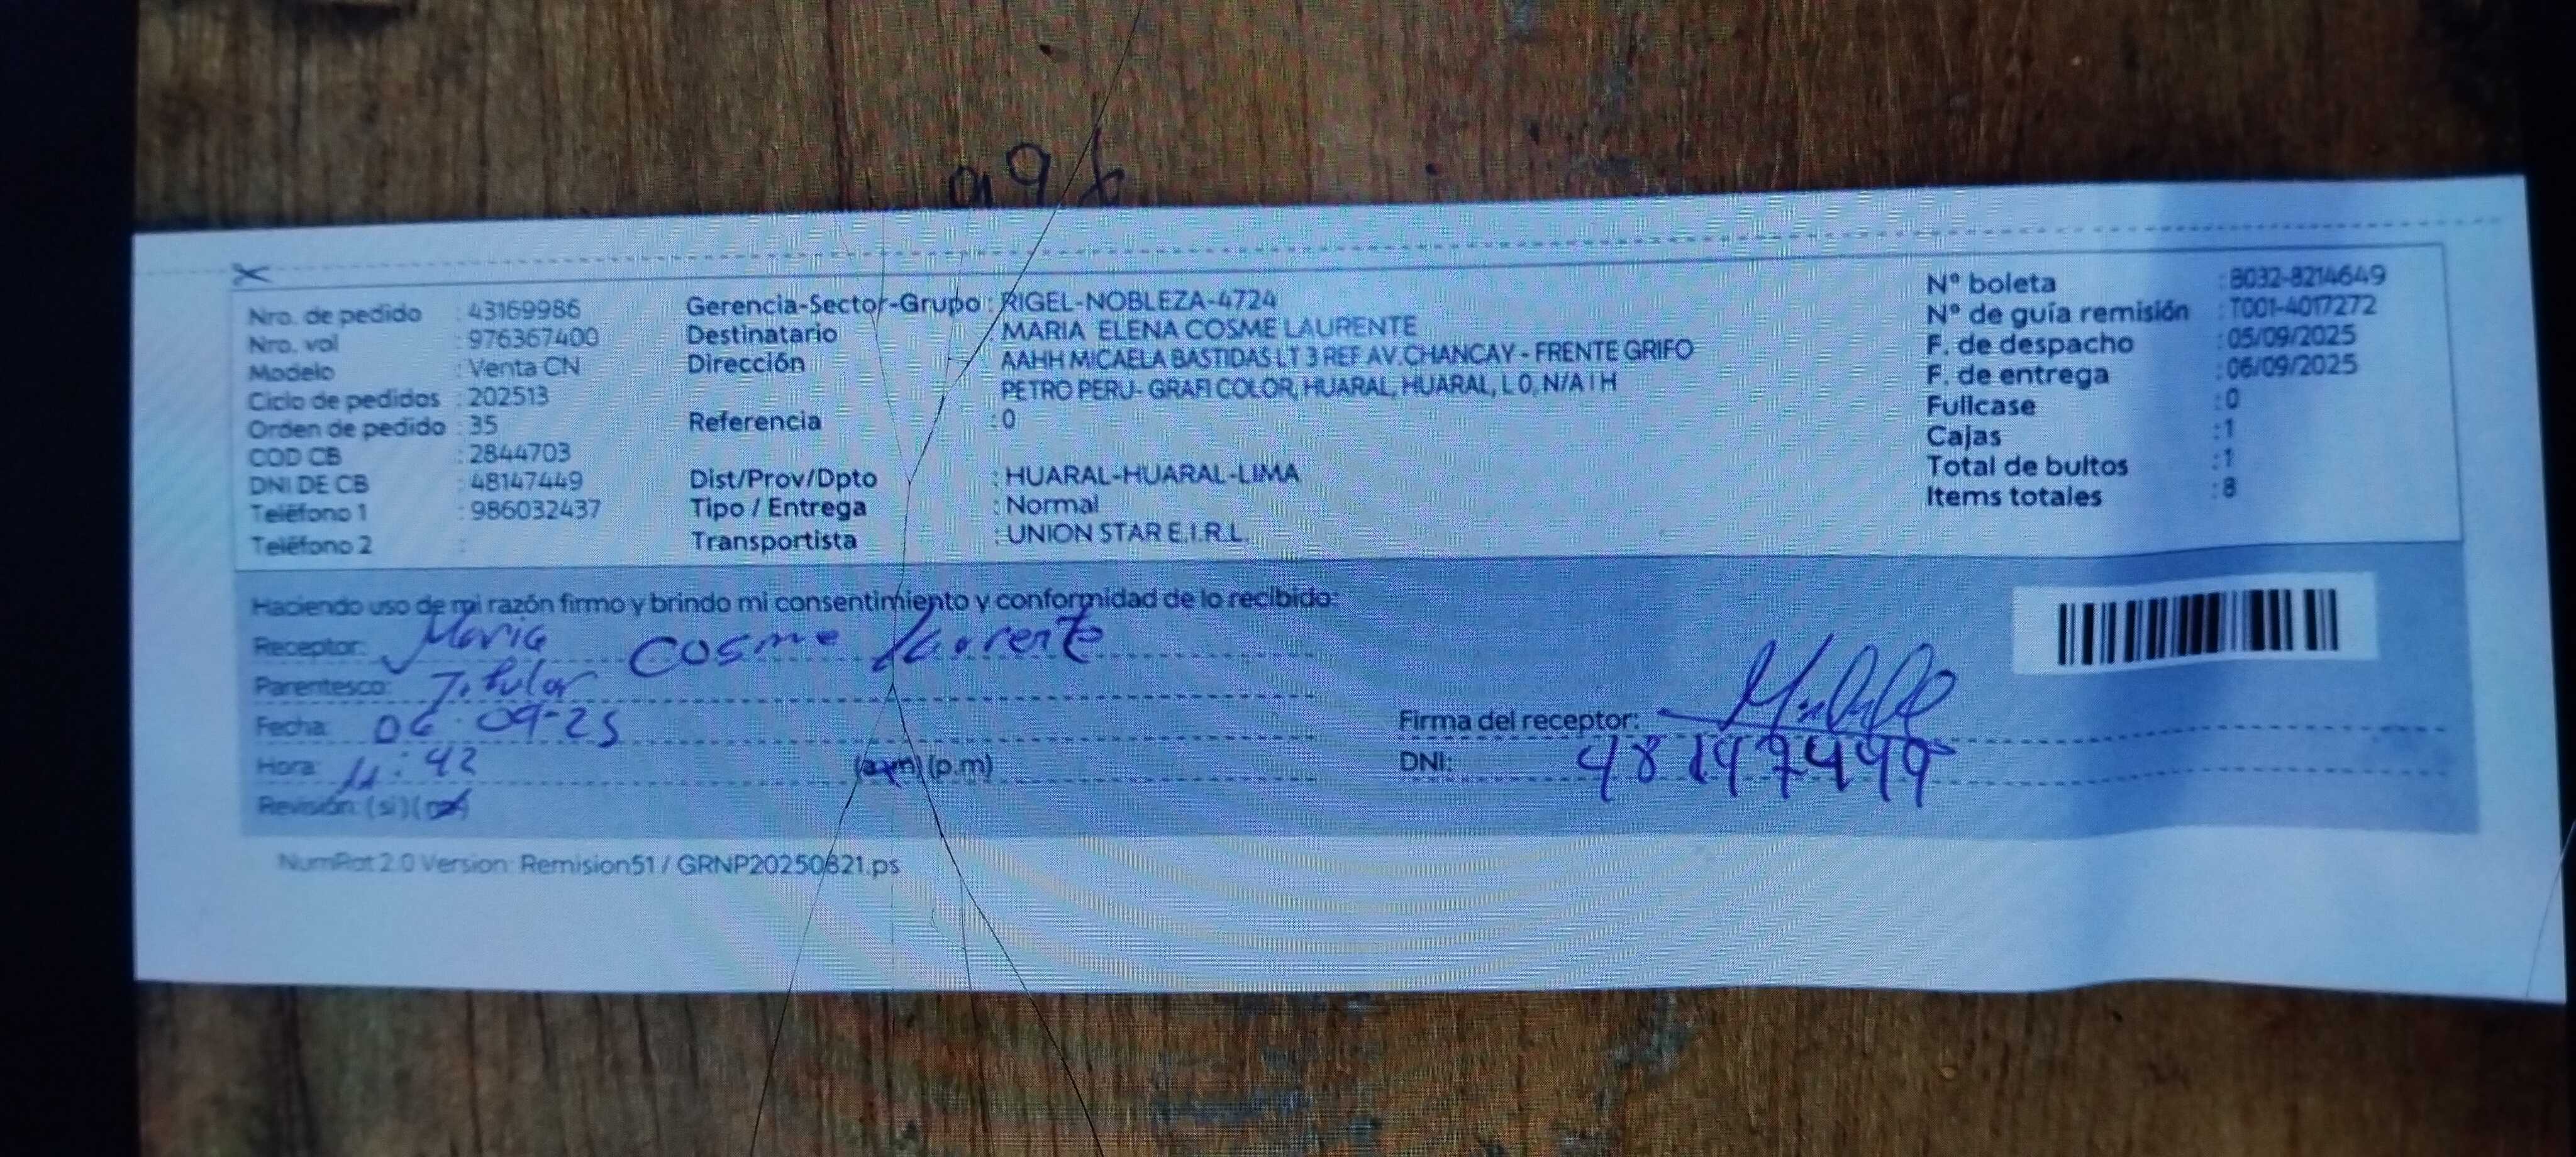 Nro. de pedido : 43169986
Nro. vol : 976367400
Modelo : Venta CN
Ciclo de pedidos : 202513
Orden de pedido : 35
COD CB : 2844703
DNI DE CB : 48147449
Teléfono 1 : 986032437
Teléfono 2 :
Gerencia-Sector-Grupo : RIGEL-NOBLEZA-4724
Destinatario : MARIA ELENA COSME LAURENTE
Dirección AAHH MICAELA BASTIDAS LT 3 REF AV.CHANCAY - FRENTE GRIFO
PETRO PERU- GRAFI COLOR, HUARAL, HUARAL, L 0, N/A I H
Referencia : 0
Dist/Prov/Dpto : HUARAL-HUARAL-LIMA
Tipo / Entrega : Normal
Transportista : UNION STAR E.I.R.L.
N° boleta : B032-8214649
N° de guía remisión : T001-4017272
F. de despacho : 05/09/2025
F. de entrega : 06/09/2025
Fullcase : 0
Cajas : 1
Total de bultos : 1
Items totales : 8
Haciendo uso de mi razón firmo y brindo mi consentimiento y conformidad de lo recibido:
Receptor: Maria Cosme Laurente
Parentesco: Titular
Fecha: 06-09-25
Hora: 11:42 (a.m) (p.m)
Revisión: (si) (no)
Firma del receptor:
DNI: 48147449
NumRot 2.0 Version: Remision51 / GRNP20250821.ps